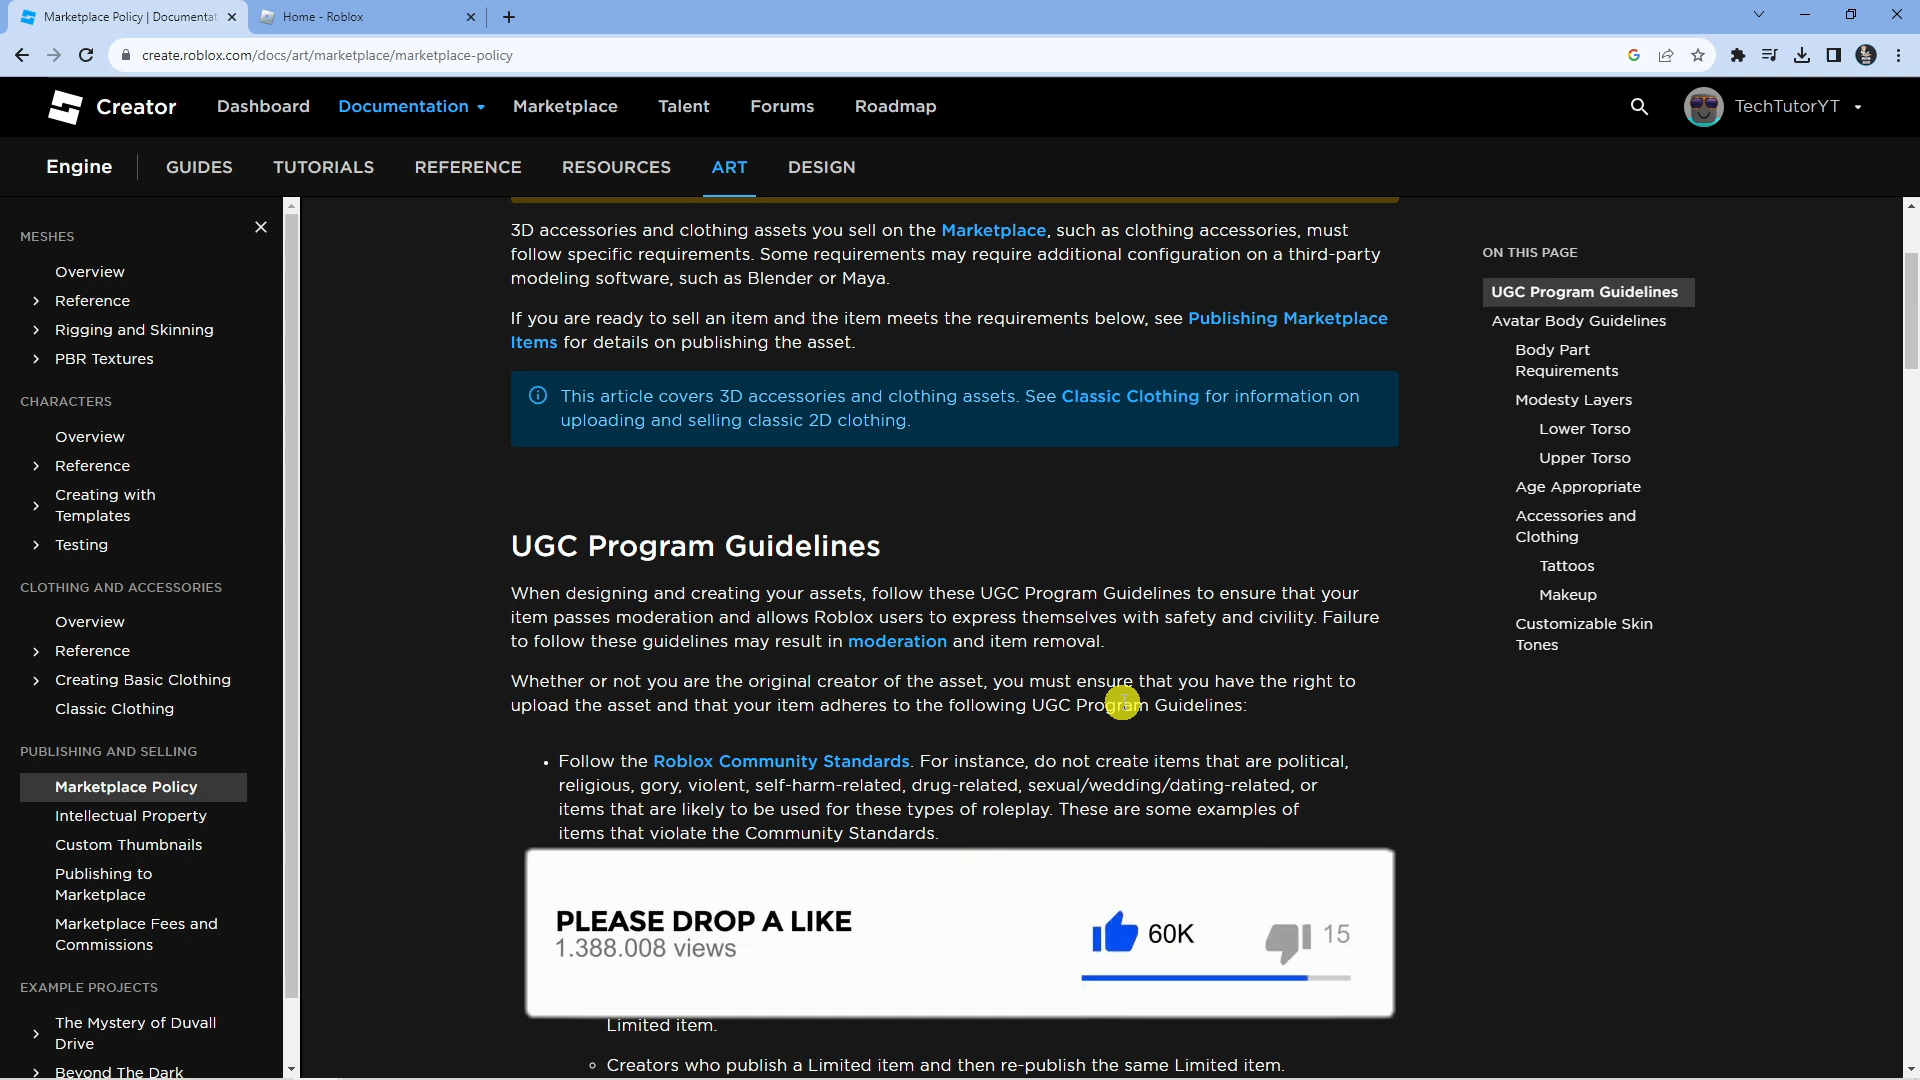 Marketplace Policy | Documentat
Home - Roblox
create.roblox.com/docs/art/marketplace/marketplace-policy
Creator
Dashboard
Documentation
Marketplace
Talent
Forums
Roadmap
TechTutorYT
Engine
GUIDES
TUTORIALS
REFERENCE
RESOURCES
ART
DESIGN
MESHES
Overview
Reference
Rigging and Skinning
PBR Textures
CHARACTERS
Overview
Reference
Creating with
Templates
Testing
CLOTHING AND ACCESSORIES
Overview
Reference
Creating Basic Clothing
Classic Clothing
PUBLISHING AND SELLING
Marketplace Policy
Intellectual Property
Custom Thumbnails
Publishing to
Marketplace
Marketplace Fees and
Commissions
EXAMPLE PROJECTS
The Mystery of Duvall
Drive
Beyond The Dark
3D accessories and clothing assets you sell on the Marketplace, such as clothing accessories, must
follow specific requirements. Some requirements may require additional configuration on a third-party
modeling software, such as Blender or Maya.
If you are ready to sell an item and the item meets the requirements below, see Publishing Marketplace
Items for details on publishing the asset.
This article covers 3D accessories and clothing assets. See Classic Clothing for information on
uploading and selling classic 2D clothing.
UGC Program Guidelines
When designing and creating your assets, follow these UGC Program Guidelines to ensure that your
item passes moderation and allows Roblox users to express themselves with safety and civility. Failure
to follow these guidelines may result in moderation and item removal.
Whether or not you are the original creator of the asset, you must ensure that you have the right to
upload the asset and that your item adheres to the following UGC Program Guidelines:
• Follow the Roblox Community Standards. For instance, do not create items that are political,
religious, gory, violent, self-harm-related, drug-related, sexual/wedding/dating-related, or
items that are likely to be used for these types of roleplay. These are some examples of
items that violate the Community Standards.
PLEASE DROP A LIKE
1.388.008 views
60K
15
Limited item.
Creators who publish a Limited item and then re-publish the same Limited item.
ON THIS PAGE
UGC Program Guidelines
Avatar Body Guidelines
Body Part
Requirements
Modesty Layers
Lower Torso
Upper Torso
Age Appropriate
Accessories and
Clothing
Tattoos
Makeup
Customizable Skin
Tones